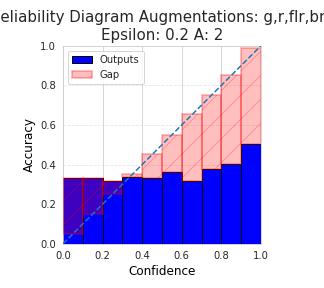 eliability Diagram Augmentations: g,r,flr,br
Epsilon: 0.2 A: 2
1.0
0.8
0.6
0.4
0.2
0.0
Accuracy
Outputs
Gap
0.0 0.2 0.4 0.6 0.8 1.0
Confidence